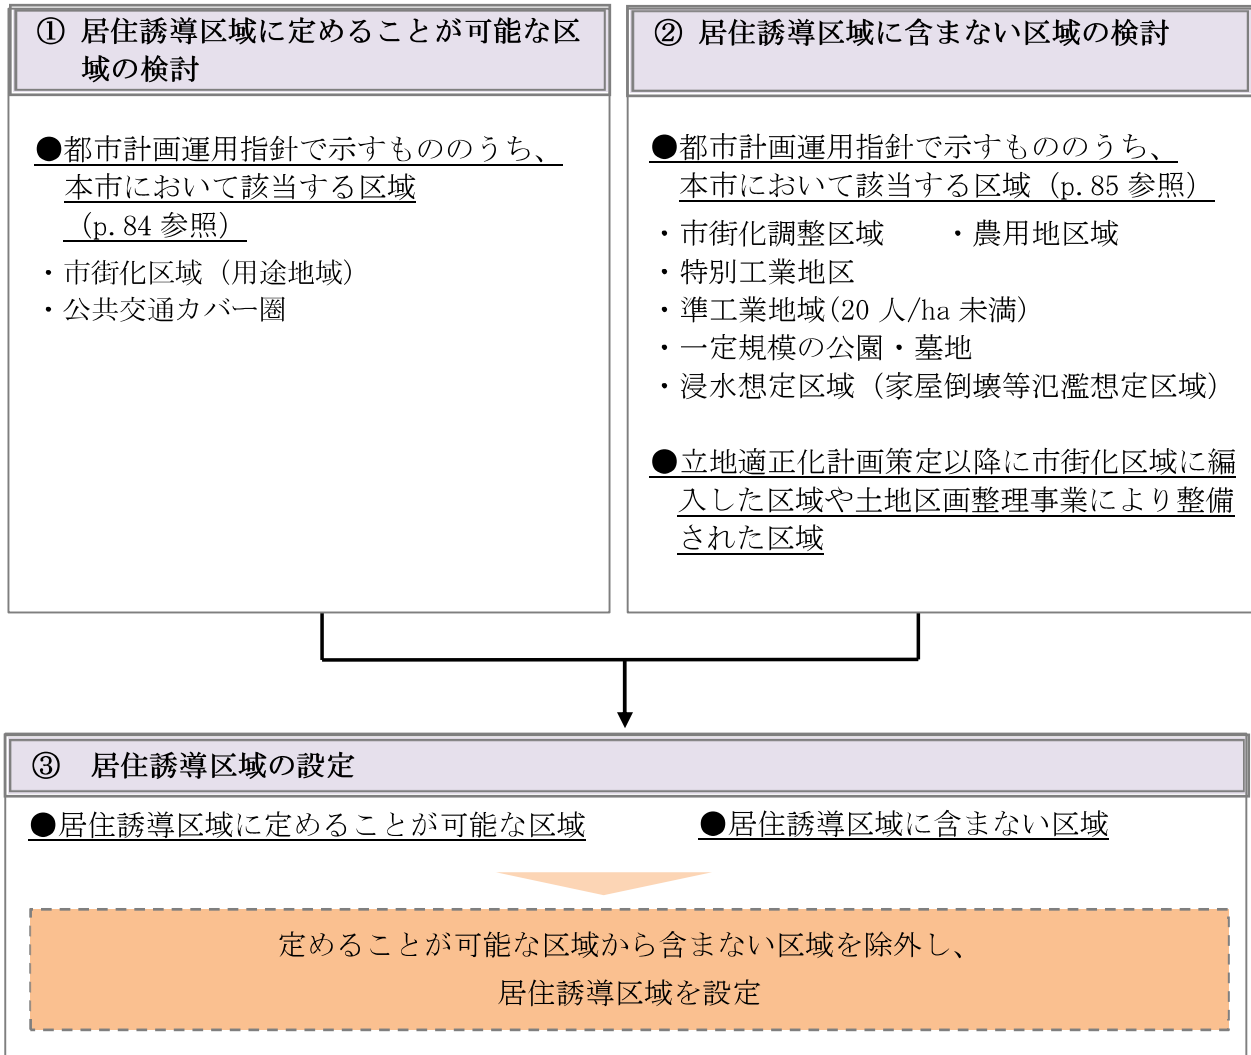 ① 居住誘導区域に定めることが可能な区
域の検討
●都市計画運用指針で示すもののうち、
本市において該当する区域
（p.84 参照）
・市街化区域（用途地域）
・公共交通カバー圏
② 居住誘導区域に含まない区域の検討
●都市計画運用指針で示すもののうち、
本市において該当する区域（p.85 参照）
・市街化調整区域　　・農用地区域
・特別工業地区
・準工業地域(20 人/ha 未満)
・一定規模の公園・墓地
・浸水想定区域（家屋倒壊等氾濫想定区域）
●立地適正化計画策定以降に市街化区域に編
入した区域や土地区画整理事業により整備
された区域
③　居住誘導区域の設定
●居住誘導区域に定めることが可能な区域　　●居住誘導区域に含まない区域
定めることが可能な区域から含まない区域を除外し、
居住誘導区域を設定